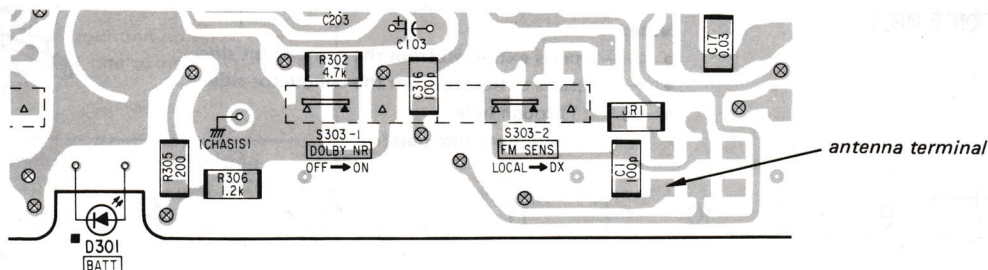 C203
C103
C17
0.03
R302
4.7k
C316
100p
JR1
(CHASIS)
S303-1
DOLBY NR
OFF → ON
S303-2
FM SENS
LOCAL → DX
antenna terminal
R305
200
R306
1.2k
C1
100p
D301
BATT